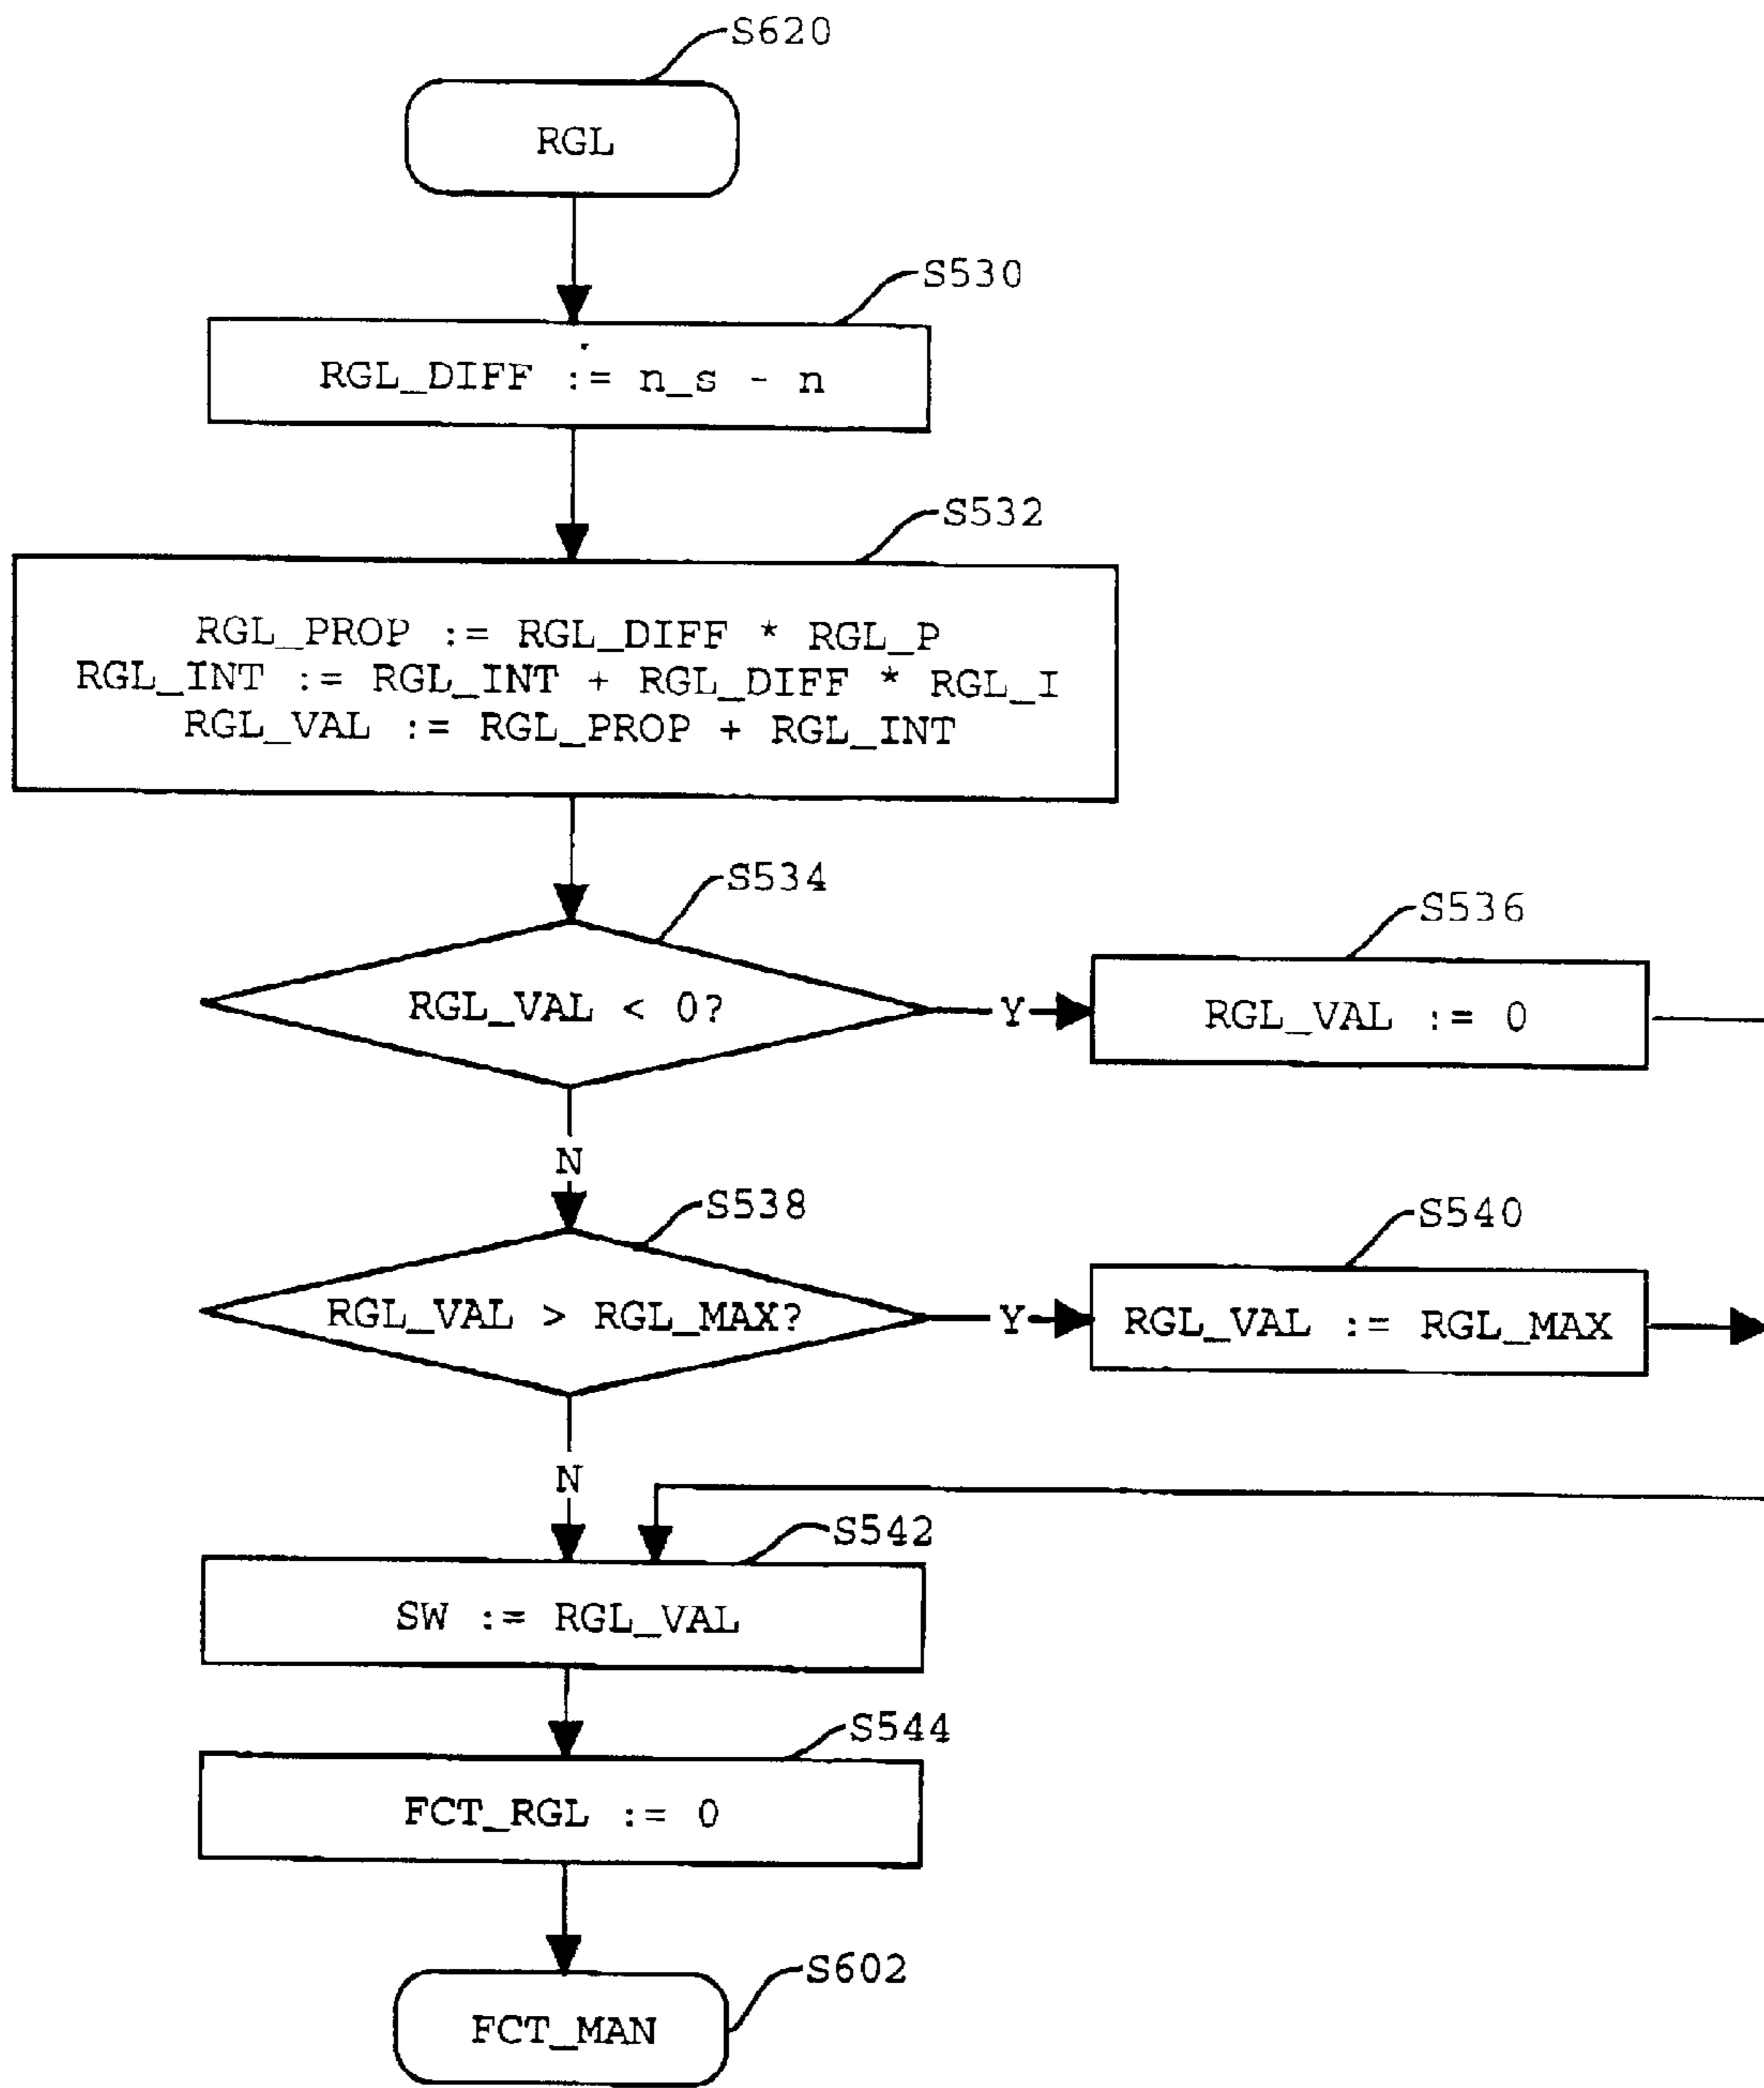 S620
RGL
S530
RGL_DIFF := n_s - n
S532
RGL_PROP := RGL_DIFF * RGL_P
RGL_INT := RGL_INT + RGL_DIFF * RGL_I
RGL_VAL := RGL_PROP + RGL_INT
S534
RGL_VAL < 0?
Y
S536
RGL_VAL := 0
N
S538
RGL_VAL > RGL_MAX?
Y
S540
RGL_VAL := RGL_MAX
N
S542
SW := RGL_VAL
S544
FCT_RGL := 0
S602
FCT_MAN